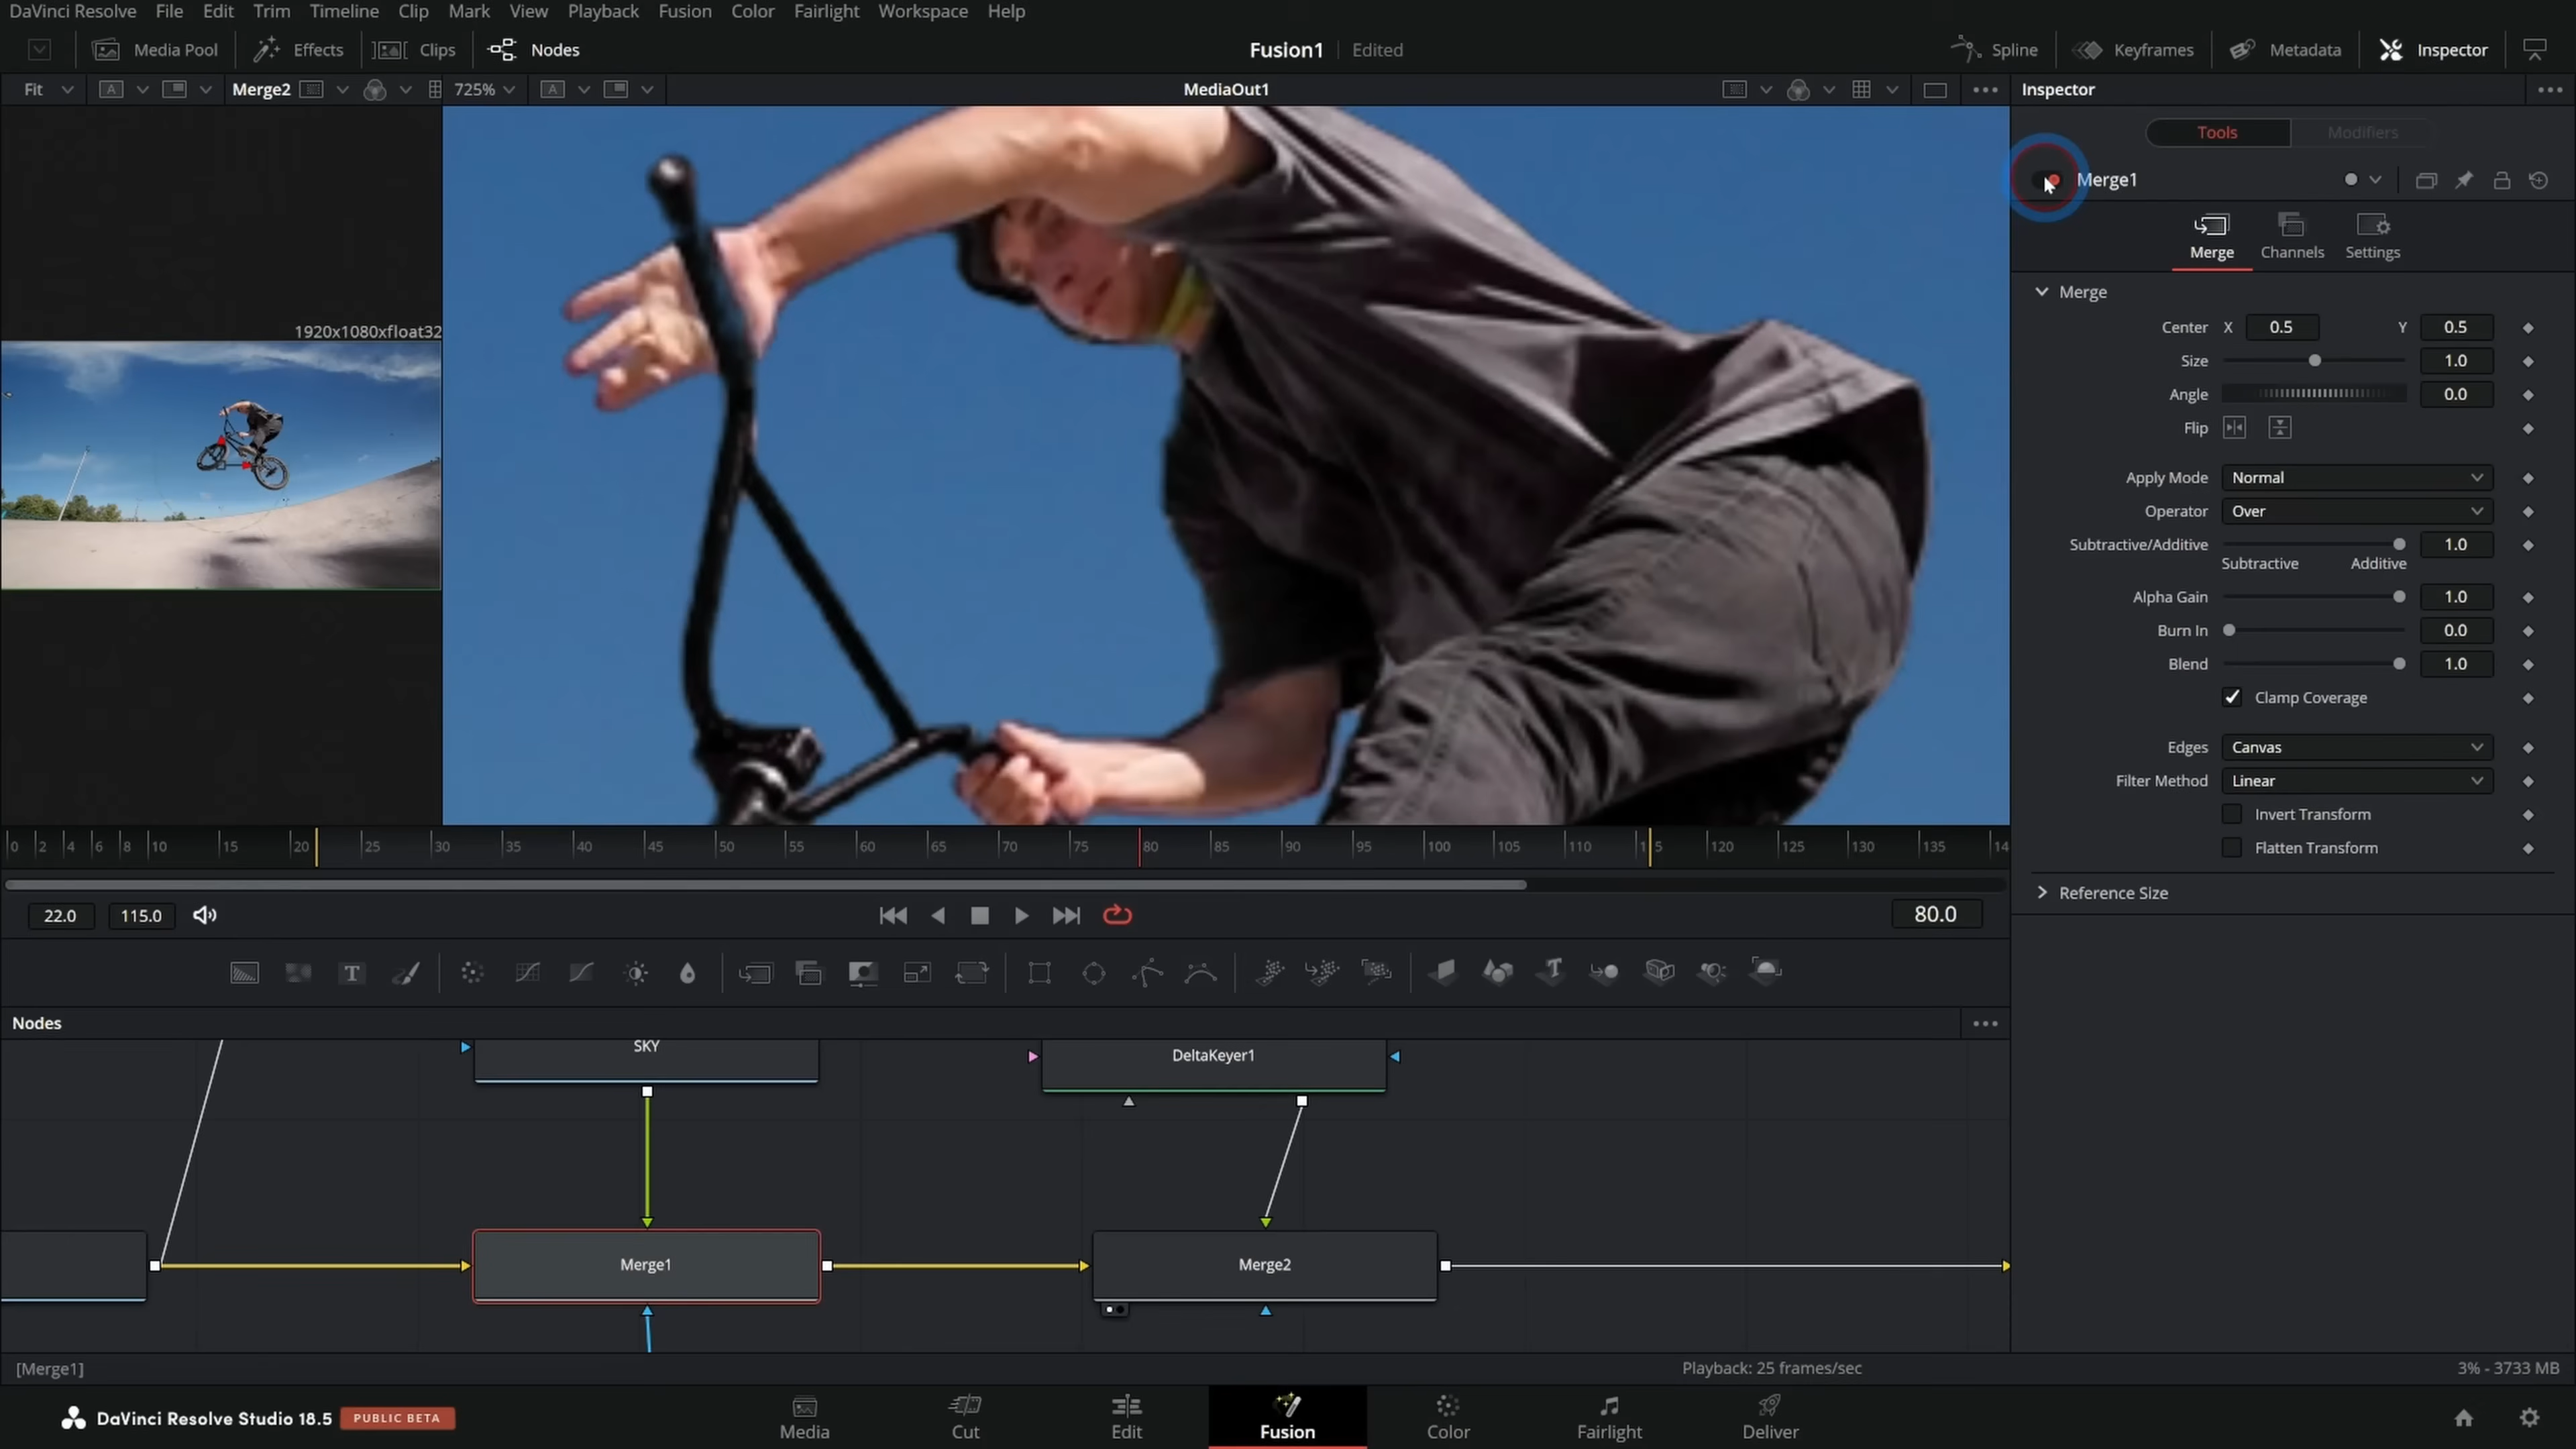 DaVinci Resolve File Edit Trim Timeline Clip Mark View Playback Fusion Color Fairlight Workspace Help
Media Pool Effects Clips Nodes Fusion1 Edited Spline Keyframes Metadata Inspector
Fit A Merge2 725% A MediaOut1 Inspector
Tools Modifiers
Merge1
Merge Channels Settings
Merge
Center X 0.5 Y 0.5
1920x1080xfloat32
Size 1.0
Angle 0.0
Flip
Apply Mode Normal
Operator Over
Subtractive/Additive 1.0
Subtractive Additive
Alpha Gain 1.0
Burn In 0.0
Blend 1.0
Clamp Coverage
Edges Canvas
Filter Method Linear
Invert Transform
0 2 4 6 8 10 15 20 25 30 35 40 45 50 55 60 65 70 75 80 85 90 95 100 105 110 115 120 125 130 135 14
Flatten Transform
Reference Size
22.0 115.0 80.0
T T
Nodes
SKY DeltaKeyer1
Merge1 Merge2
[Merge1] Playback: 25 frames/sec 3% - 3733 MB
DaVinci Resolve Studio 18.5 PUBLIC BETA
Media Cut Edit Fusion Color Fairlight Deliver